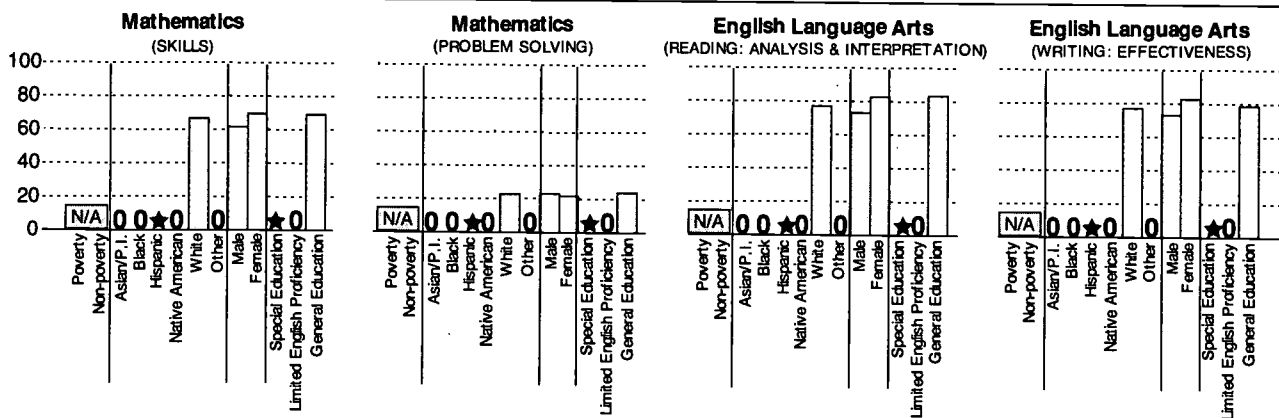 Mathematics
(SKILLS)
100
80
60
40
20
0
N/A
0 0 ★ 0 0 ★ 0
Poverty
Non-poverty
Asian/P.I.
Black
Hispanic
Native American
White
Other
Male
Female
Special Education
Limited English Proficiency
General Education
Mathematics
(PROBLEM SOLVING)
N/A
0 0 ★ 0 0 ★ 0
Poverty
Non-poverty
Asian/P.I.
Black
Hispanic
Native American
White
Other
Male
Female
Special Education
Limited English Proficiency
General Education
English Language Arts
(READING: ANALYSIS & INTERPRETATION)
N/A
0 0 ★ 0 0 ★ 0
Poverty
Non-poverty
Asian/P.I.
Black
Hispanic
Native American
White
Other
Male
Female
Special Education
Limited English Proficiency
General Education
English Language Arts
(WRITING: EFFECTIVENESS)
N/A
0 0 ★ 0 0 ★ 0
Poverty
Non-poverty
Asian/P.I.
Black
Hispanic
Native American
White
Other
Male
Female
Special Education
Limited English Proficiency
General Education